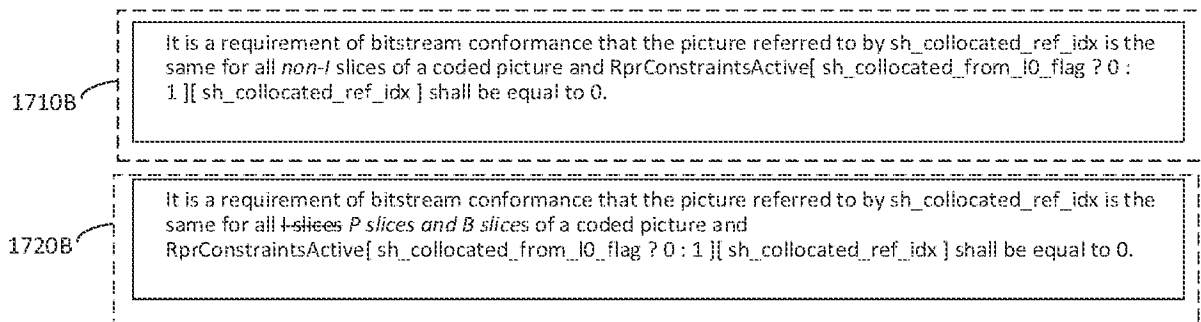 It is a requirement of bitstream conformance that the picture referred to by sh_collocated_ref_idx is the
same for all non-I slices of a coded picture and RprConstraintsActive[ sh_collocated_from_l0_flag ? 0 :
1 ][ sh_collocated_ref_idx ] shall be equal to 0.
1710B
It is a requirement of bitstream conformance that the picture referred to by sh_collocated_ref_idx is the
same for all I-slices P slices and B slices of a coded picture and
RprConstraintsActive[ sh_collocated_from_l0_flag ? 0 : 1 ][ sh_collocated_ref_idx ] shall be equal to 0.
1720B